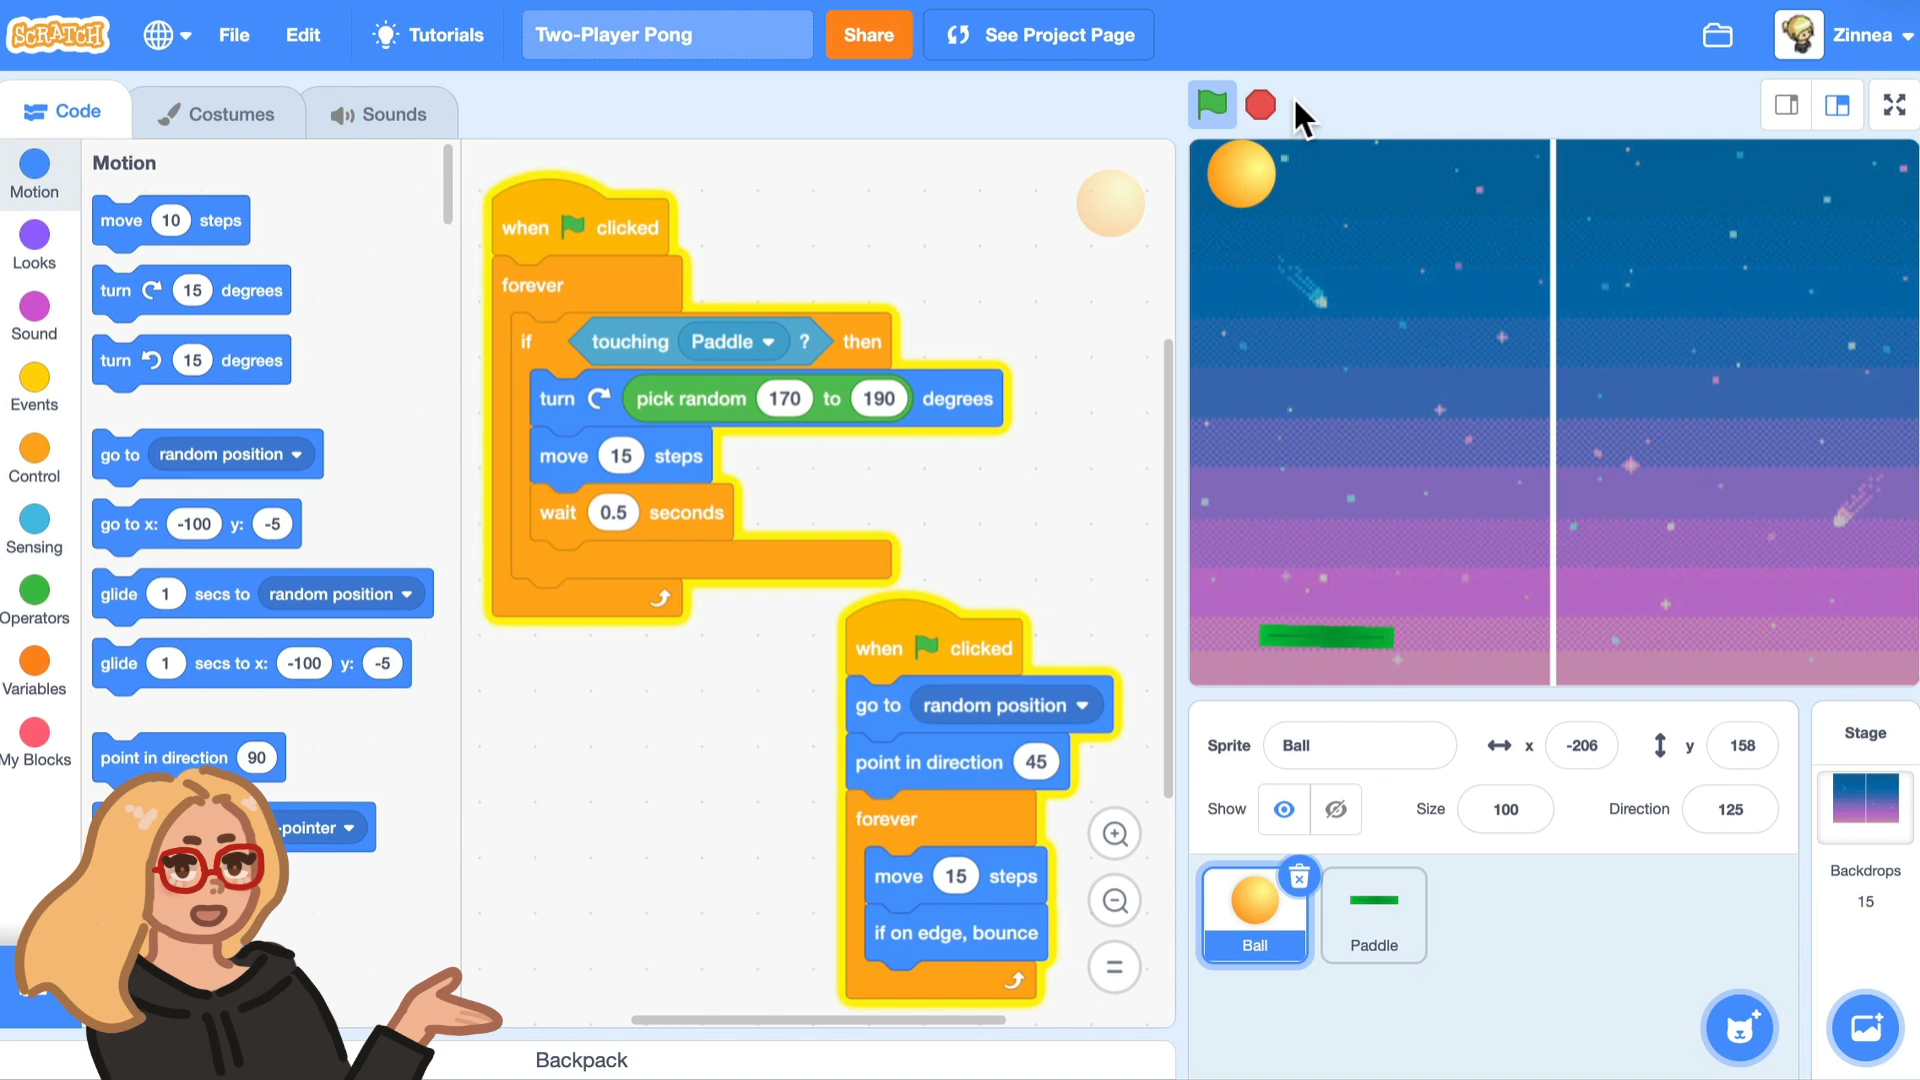 SCRATCH File Edit Tutorials Two-Player Pong Share See Project Page Zinnea
Code Costumes Sounds
Motion
Looks
Sound
Events
Control
Sensing
Operators
Variables
My Blocks
Motion
move 10 steps
turn 15 degrees
turn 15 degrees
go to random position
go to x: -100 y: -5
glide 1 secs to random position
glide 1 secs to x: -100 y: -5
point in direction 90
-pointer
when clicked
forever
if touching Paddle ? then
turn pick random 170 to 190 degrees
move 15 steps
wait 0.5 seconds
when clicked
go to random position
point in direction 45
forever
move 15 steps
if on edge, bounce
Backpack
Sprite Ball x -206 y 158
Show Size 100 Direction 125
Ball
Paddle
Stage
Backdrops
15